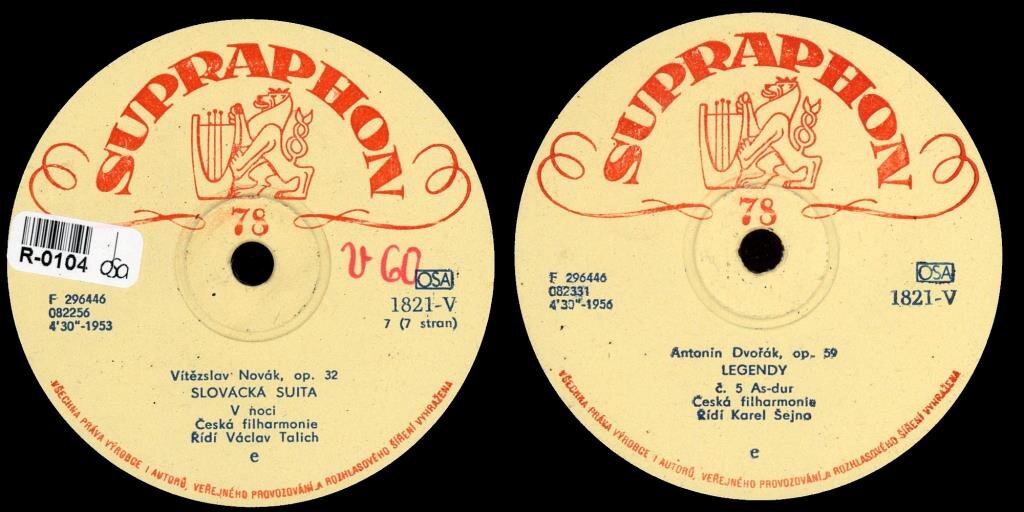 SUPRAPHON
78
R-0104 osa
V 60
OSA
F 296446
082256
4'30"-1953
1821-V
7 (7 stran)
Vítězslav Novák, op. 32
SLOVÁCKÁ SUITA
V noci
Česká filharmonie
Řídí Václav Talich
e
VŠECHNA PRÁVA VÝROBCE I AUTORŮ, VEŘEJNÉHO PROVOZOVÁNÍ A ROZHLASOVÉHO ŠÍŘENÍ VYHRAŽENA
SUPRAPHON
78
OSA
F 296446
082331
4'30"-1956
1821-V
Antonín Dvořák, op. 59
LEGENDY
č. 5 As-dur
Česká filharmonie
Řídí Karel Šejna
e
VŠECHNA PRÁVA VÝROBCE I AUTORŮ, VEŘEJNÉHO PROVOZOVÁNÍ A ROZHLASOVÉHO ŠÍŘENÍ VYHRAŽENA